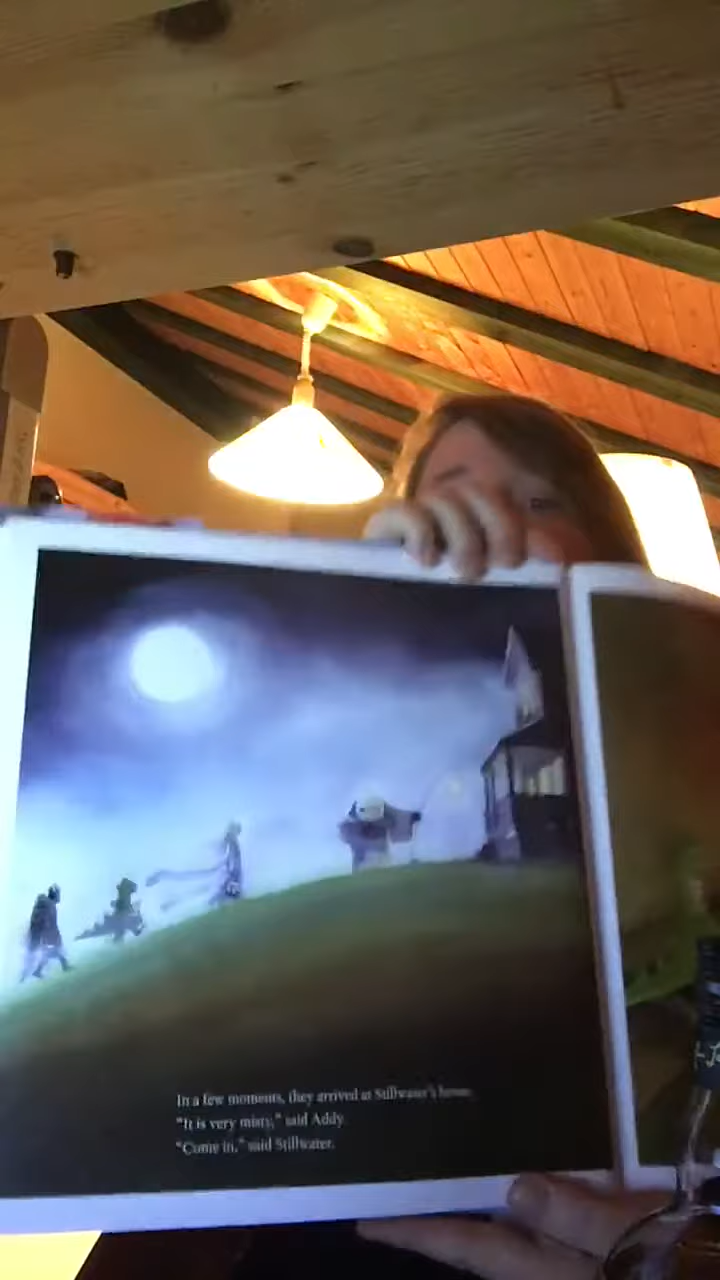 In a few moments, they arrived at Stillwater's house.
"It is very misty," said Addy.
"Come in," said Stillwater.